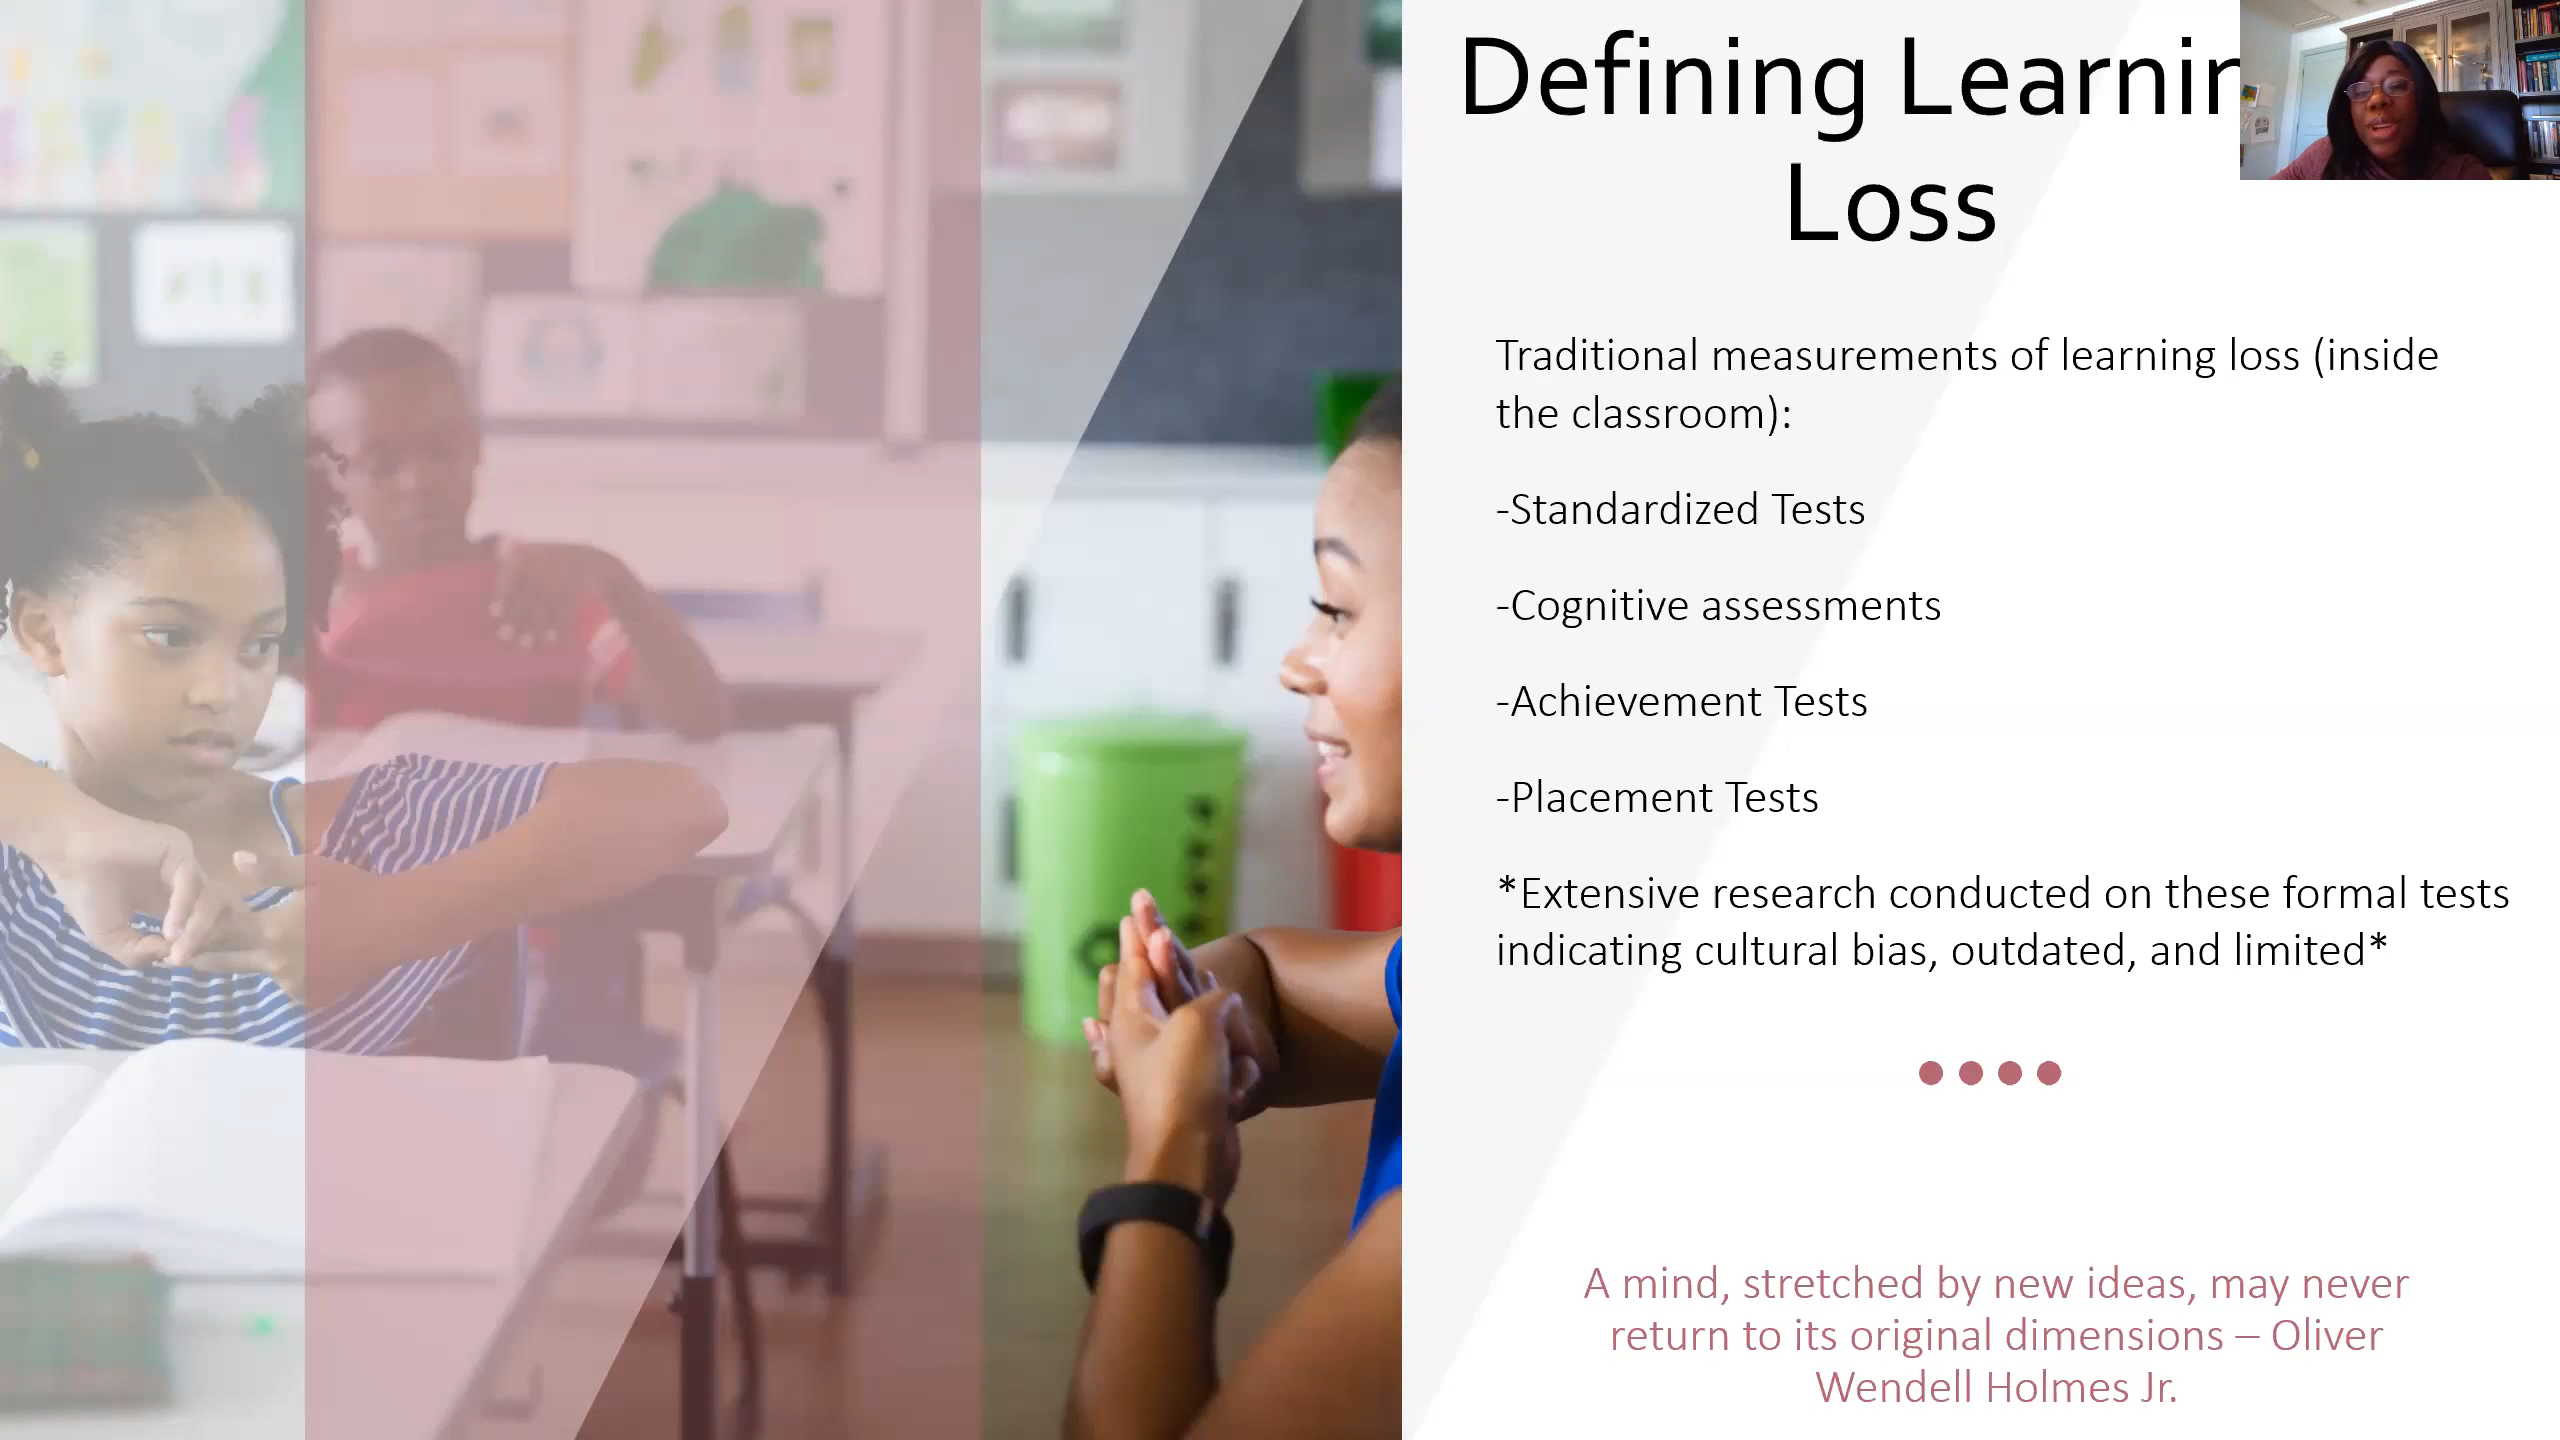 Defining Learnin
Loss
Traditional measurements of learning loss (inside
the classroom):
-Standardized Tests
-Cognitive assessments
-Achievement Tests
-Placement Tests
*Extensive research conducted on these formal tests
indicating cultural bias, outdated, and limited*
A mind, stretched by new ideas, may never
return to its original dimensions – Oliver
Wendell Holmes Jr.